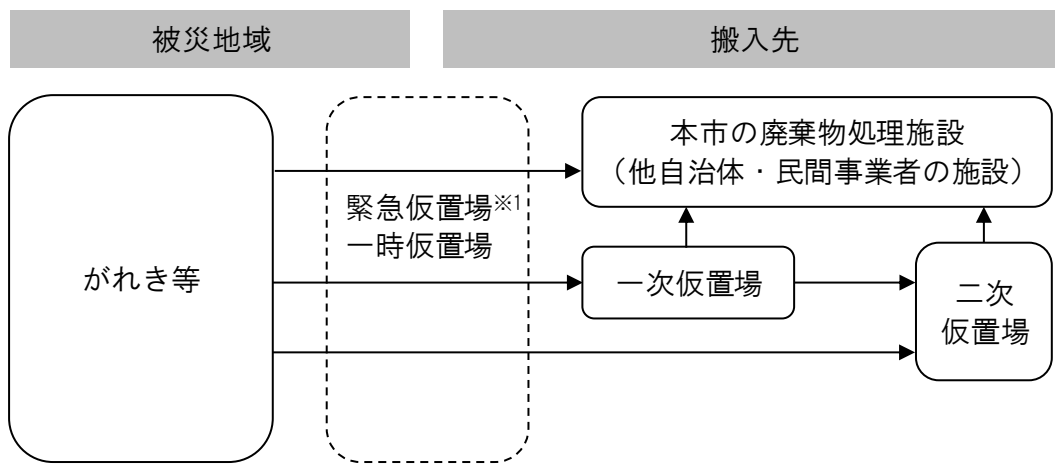 被災地域
搬入先
がれき等
緊急仮置場※1
一時仮置場
本市の廃棄物処理施設
（他自治体・民間事業者の施設）
一次仮置場
二次
仮置場